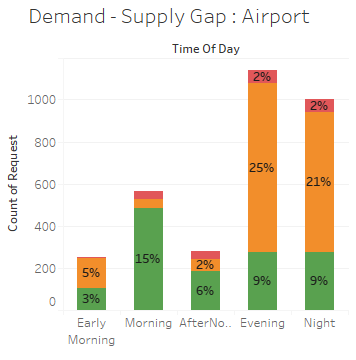 Demand - Supply Gap : Airport
Time Of Day
Count of Request
1000
800
600
400
200
0
5%
3%
15%
2%
6%
2%
25%
9%
2%
21%
9%
Early
Morning
Morning
AfterNo..
Evening
Night